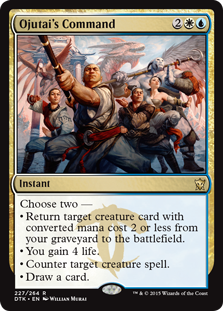 Ojutai's Command 2
Instant
Choose two —
• Return target creature card with
converted mana cost 2 or less from
your graveyard to the battlefield.
• You gain 4 life.
• Counter target creature spell.
• Draw a card.
227/264 R
DTK • EN Willian Murai
™ & © 2015 Wizards of the Coast